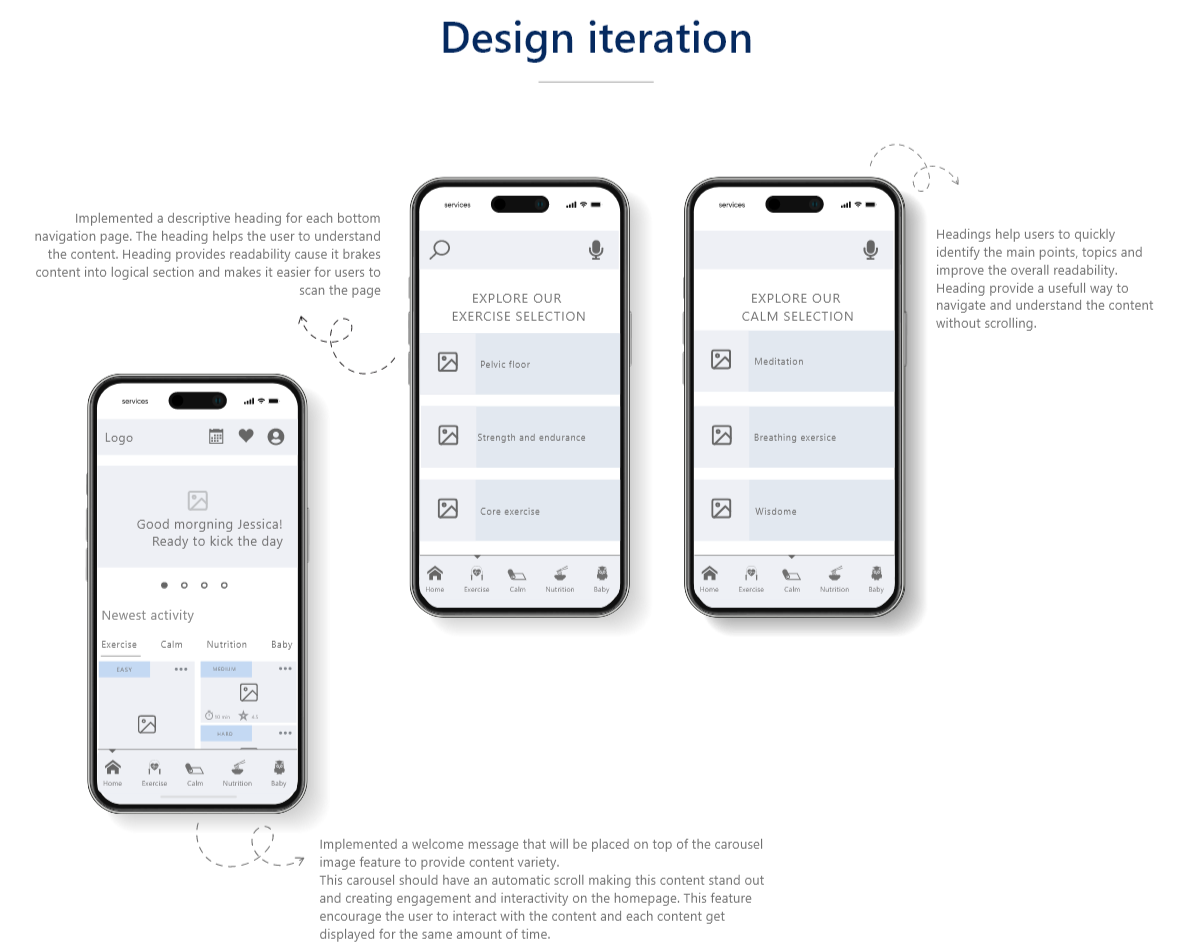 Design iteration
Implemented a descriptive heading for each bottom
navigation page. The heading helps the user to understand
the content. Heading provides readability cause it brakes
content into logical section and makes it easier for users to
scan the page
services
EXPLORE OUR
EXERCISE SELECTION
Pelvic floor
Strength and endurance
Core exercise
Home Exercise Calm Nutrition Baby
services
EXPLORE OUR
CALM SELECTION
Meditation
Breathing exersice
Wisdome
Home Exercise Calm Nutrition Baby
Headings help users to quickly
identify the main points, topics and
improve the overall readability.
Heading provide a usefull way to
navigate and understand the content
without scrolling.
services
Logo
Good morgning Jessica!
Ready to kick the day
Newest activity
Exercise Calm Nutrition Baby
EASY
MEDIUM
HARD
Home Exercise Calm Nutrition Baby
Implemented a welcome message that will be placed on top of the carousel
image feature to provide content variety.
This carousel should have an automatic scroll making this content stand out
and creating engagement and interactivity on the homepage. This feature
encourage the user to interact with the content and each content get
displayed for the same amount of time.